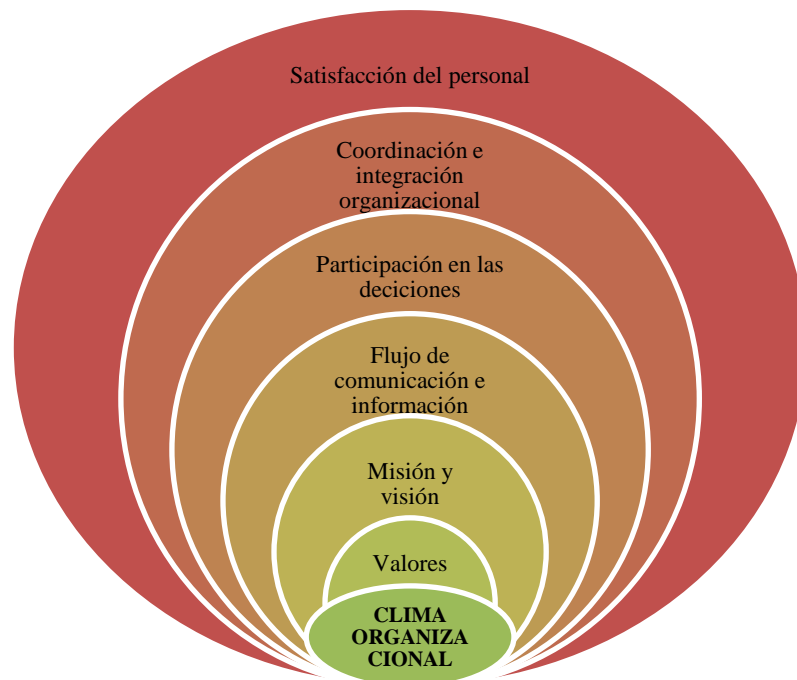 Satisfacción del personal
Coordinación e
integración
organizacional
Participación en las
deciciones
Flujo de
comunicación e
información
Misión y
visión
Valores
CLIMA
ORGANIZA
CIONAL